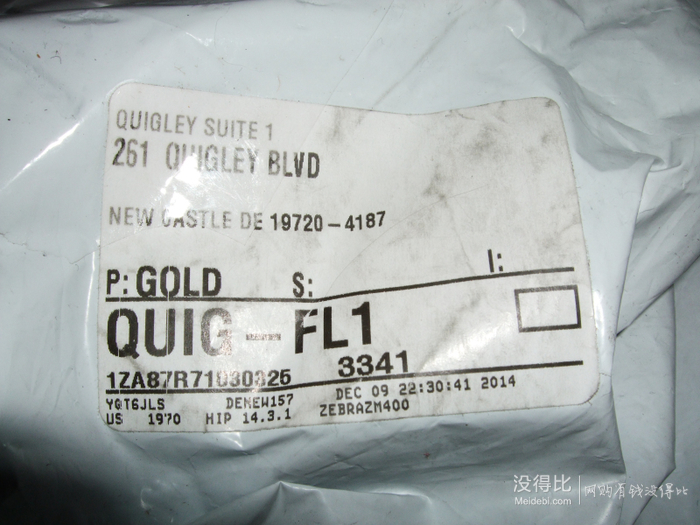 QUIGLEY SUITE 1
261 QUIGLEY BLVD
NEW CASTLE DE 19720-4187
P: GOLD S: I:
QUIG-FL1
1ZA87R71030325 3341
YGT6JLS DENEW157 DEC 09 22:30:41 2014
US 1970 HIP 14.3.1 ZEBRAZM400
没得比 网购有钱没得比
Meidebi.com